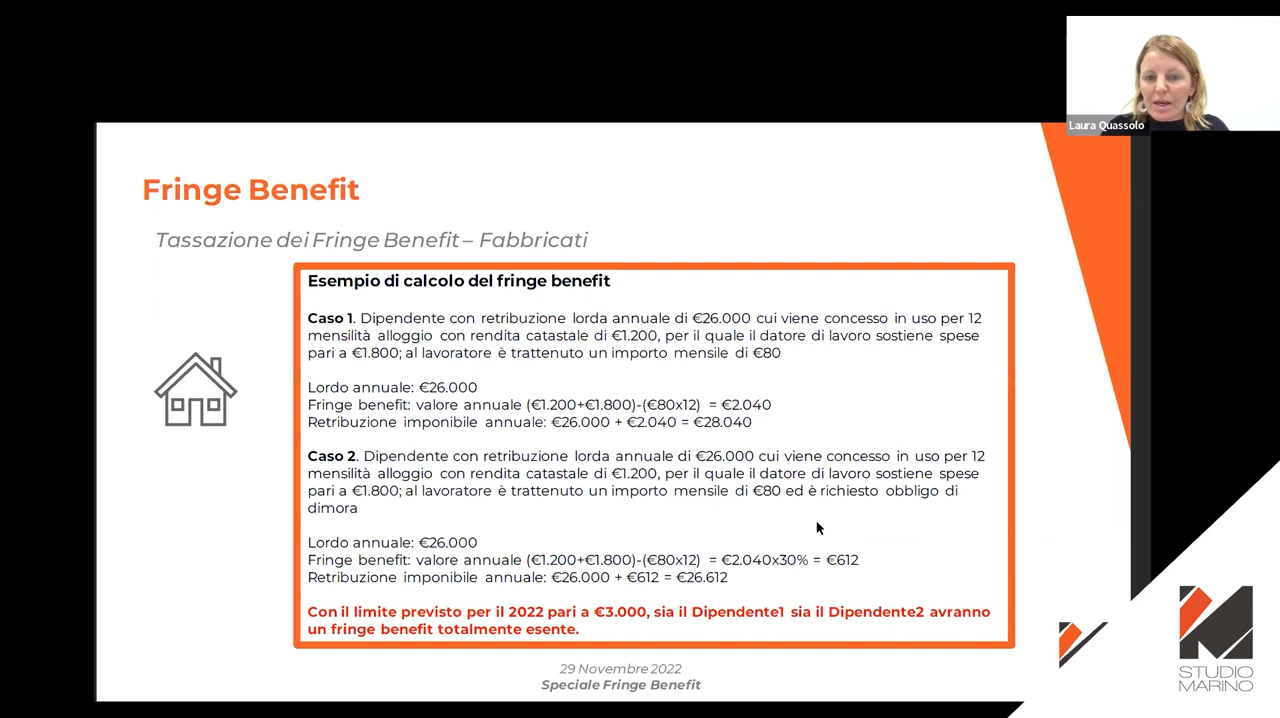 Laura Quassolo
Fringe Benefit
Tassazione dei Fringe Benefit – Fabbricati
Esempio di calcolo del fringe benefit
Caso 1. Dipendente con retribuzione lorda annuale di €26.000 cui viene concesso in uso per 12
mensilità alloggio con rendita catastale di €1.200, per il quale il datore di lavoro sostiene spese
pari a €1.800; al lavoratore è trattenuto un importo mensile di €80
Lordo annuale: €26.000
Fringe benefit: valore annuale (€1.200+€1.800)-(€80x12) = €2.040
Retribuzione imponibile annuale: €26.000 + €2.040 = €28.040
Caso 2. Dipendente con retribuzione lorda annuale di €26.000 cui viene concesso in uso per 12
mensilità alloggio con rendita catastale di €1.200, per il quale il datore di lavoro sostiene spese
pari a €1.800; al lavoratore è trattenuto un importo mensile di €80 ed è richiesto obbligo di
dimora
Lordo annuale: €26.000
Fringe benefit: valore annuale (€1.200+€1.800)-(€80x12) = €2.040x30% = €612
Retribuzione imponibile annuale: €26.000 + €612 = €26.612
Con il limite previsto per il 2022 pari a €3.000, sia il Dipendente1 sia il Dipendente2 avranno
un fringe benefit totalmente esente.
29 Novembre 2022
Speciale Fringe Benefit
STUDIO
MARINO